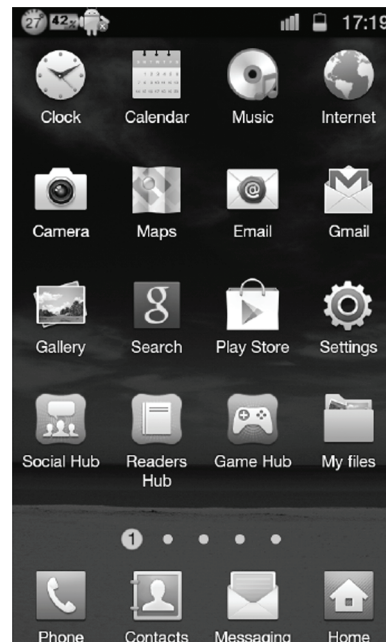 27 42% 17:19
Clock Calendar Music Internet
Camera Maps Email Gmail
Gallery Search Play Store Settings
Social Hub Readers Hub Game Hub My files
1
Phone Contacts Messaging Home